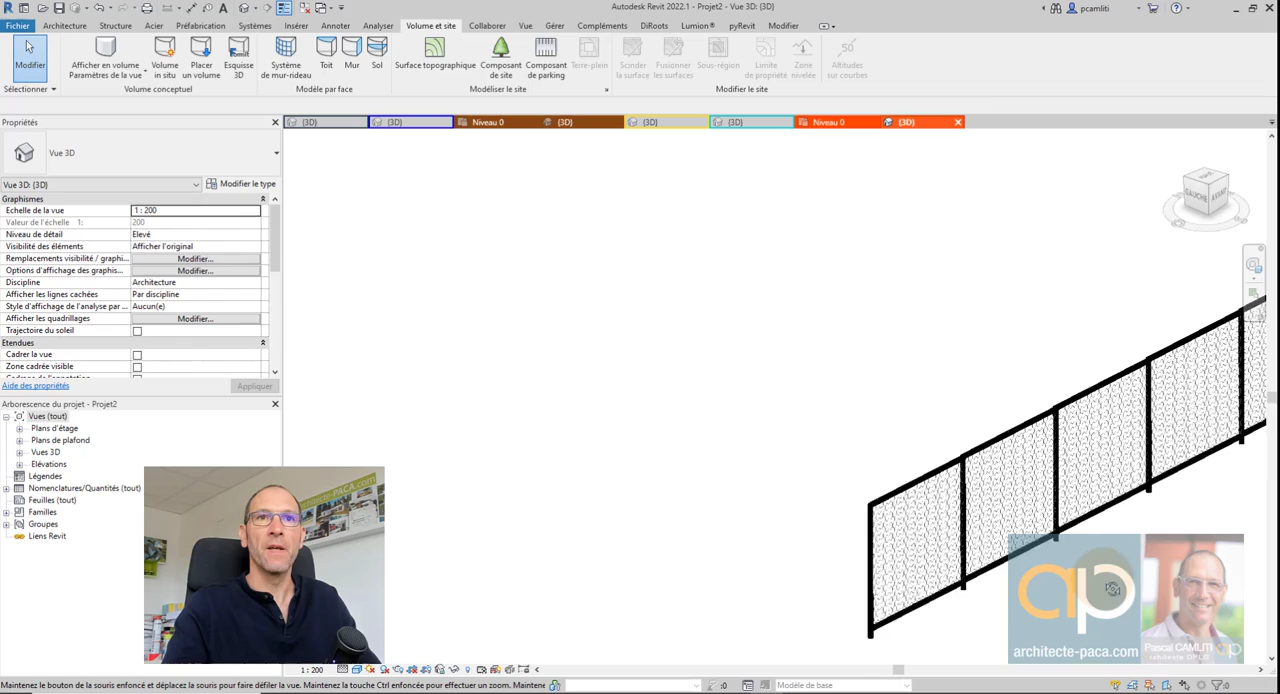 Autodesk Revit 2022.1 - Projet2 - Vue 3D: {3D}
pcamliti
Fichier Architecture Structure Acier Préfabrication Systèmes Insérer Annoter Analyser Volume et site Collaborer Vue Gérer Compléments DiRoots Lumion® pyRevit Modifier
Modifier
Afficher en volume
Paramètres de la vue
Volume
in situ
Placer
un volume
Esquisse
3D
Système
de mur-rideau
Toit
Mur
Sol
Surface topographique
Composant
de site
Composant
de parking
Terre-plein
Scinder
la surface
Fusionner
les surfaces
Sous-région
Limite
de propriété
Zone
nivelée
Altitudes
sur courbes
Sélectionner
Volume conceptuel
Modèle par face
Modéliser le site
Modifier le site
Propriétés
{3D} {3D} Niveau 0 {3D} {3D} {3D} Niveau 0 {3D}
Vue 3D
Vue 3D: {3D}
Modifier le type
Graphismes
Echelle de la vue 1 : 200
Valeur de l'échelle 1: 200
Niveau de détail Elevé
Visibilité des éléments Afficher l'original
Remplacements visibilité / graphi... Modifier...
Options d'affichage des graphis... Modifier...
Discipline Architecture
Afficher les lignes cachées Par discipline
Style d'affichage de l'analyse par ... Aucun(e)
Afficher les quadrillages Modifier...
Trajectoire du soleil
Etendues
Cadrer la vue
Zone cadrée visible
Aide des propriétés
Appliquer
Arborescence du projet - Projet2
Vues (tout)
Plans d'étage
Plans de plafond
Vues 3D
Elévations
Légendes
Nomenclatures/Quantités (tout)
Feuilles (tout)
Familles
Groupes
Liens Revit
GAUCHE
AVANT
architecte-PACA.com
ap
architecte-paca.com
Pascal CAMLITI
architecte DPLG
1 : 200
Maintenez le bouton de la souris enfoncé et déplacez la souris pour faire défiler la vue. Maintenez la touche Ctrl enfoncée pour effectuer un zoom. Mainten
:0
Modèle de base
:0